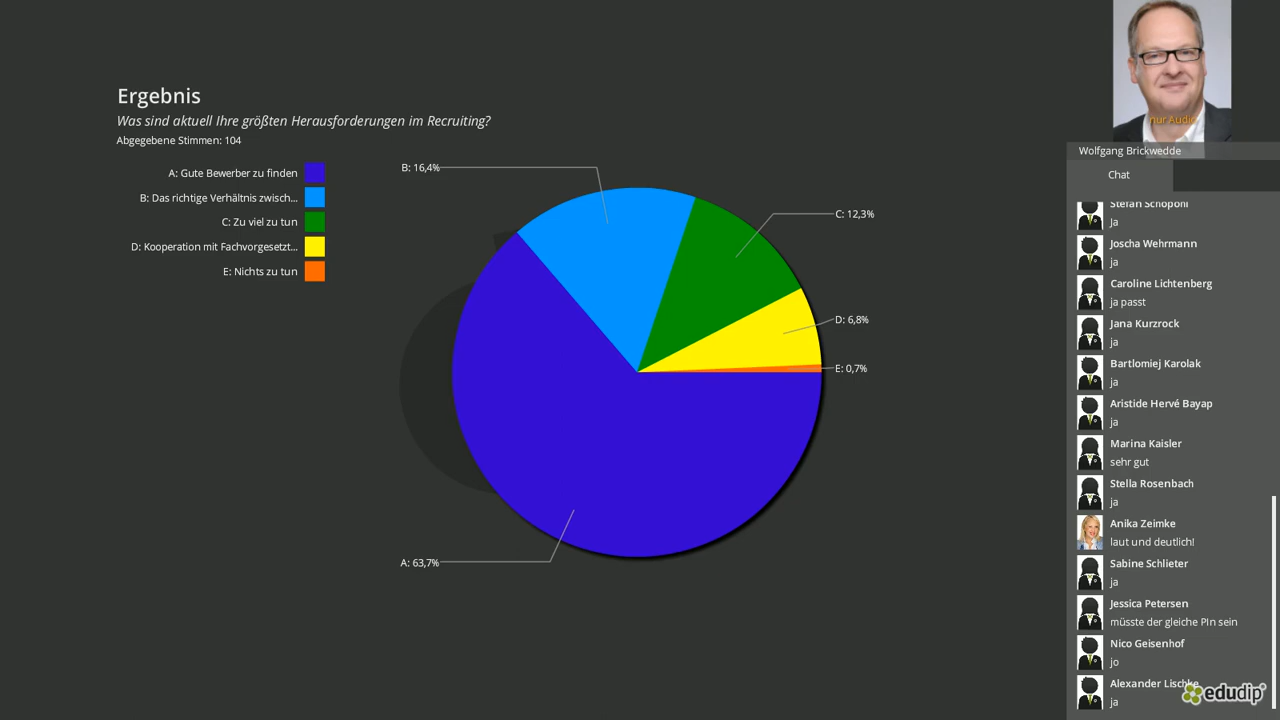 Ergebnis
Was sind aktuell Ihre größten Herausforderungen im Recruiting?
Abgegebene Stimmen: 104
A: Gute Bewerber zu finden
B: Das richtige Verhältnis zwisch...
C: Zu viel zu tun
D: Kooperation mit Fachvorgesetzt...
E: Nichts zu tun
B: 16,4%
C: 12,3%
D: 6,8%
E: 0,7%
A: 63,7%
nur Audio
Wolfgang Brickwedde
Chat
Stefan Schopohl
Ja
Joscha Wehrmann
ja
Caroline Lichtenberg
ja passt
Jana Kurzrock
ja
Bartlomiej Karolak
ja
Aristide Hervé Bayap
ja
Marina Kaisler
sehr gut
Stella Rosenbach
ja
Anika Zeimke
laut und deutlich!
Sabine Schlieter
ja
Jessica Petersen
müsste der gleiche PIn sein
Nico Geisenhof
jo
Alexander Lischke
ja
edudip